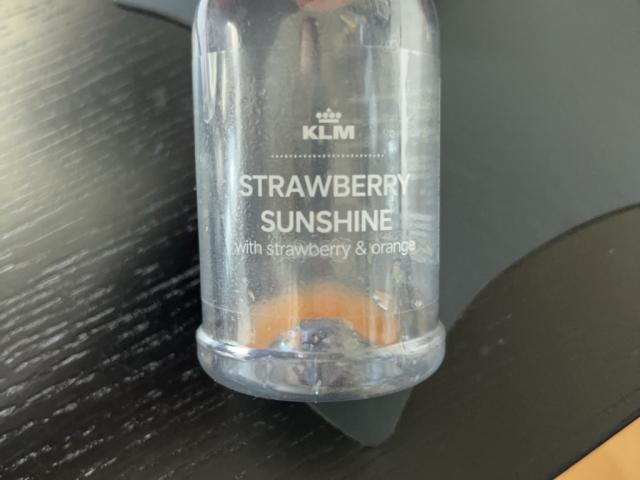 KLM
STRAWBERRY
SUNSHINE
with strawberry & orange